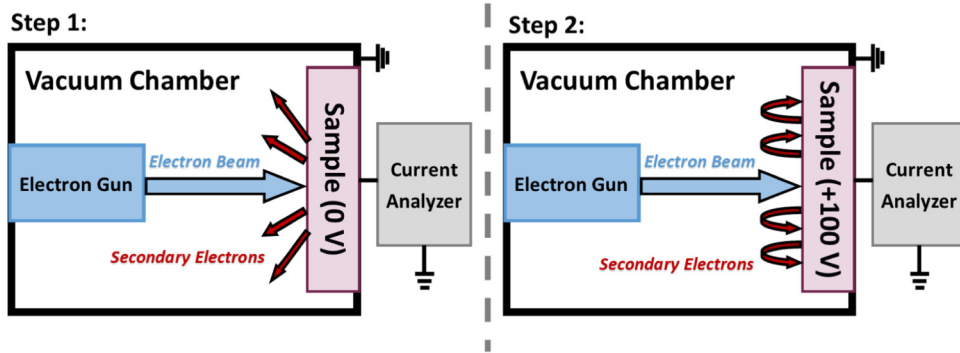 Step 1:
Vacuum Chamber
Electron Gun
Electron Beam
Secondary Electrons
Sample (0 V)
Current
Analyzer
Step 2:
Vacuum Chamber
Electron Gun
Electron Beam
Secondary Electrons
Sample (+100 V)
Current
Analyzer